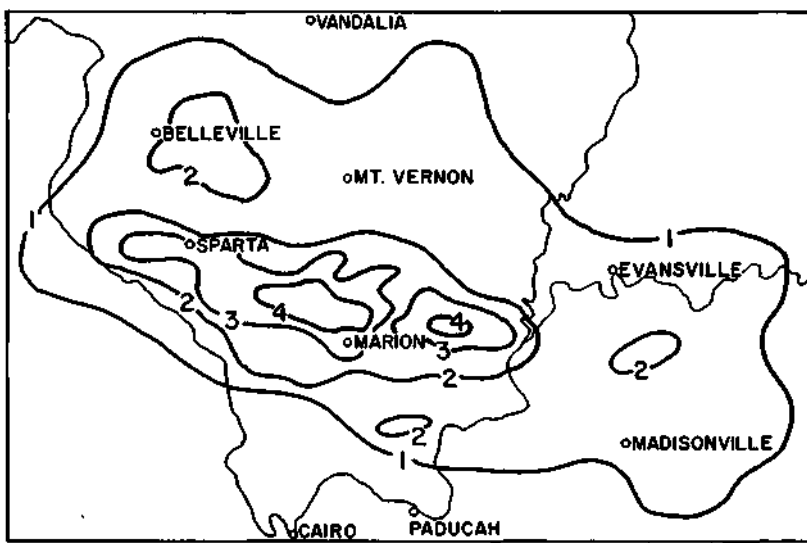 VANDALIA
BELLEVILLE
2
MT. VERNON
1
1
SPARTA
EVANSVILLE
2
3
4
4
MARION
3
2
2
2
1
MADISONVILLE
PADUCAH
CAIRO